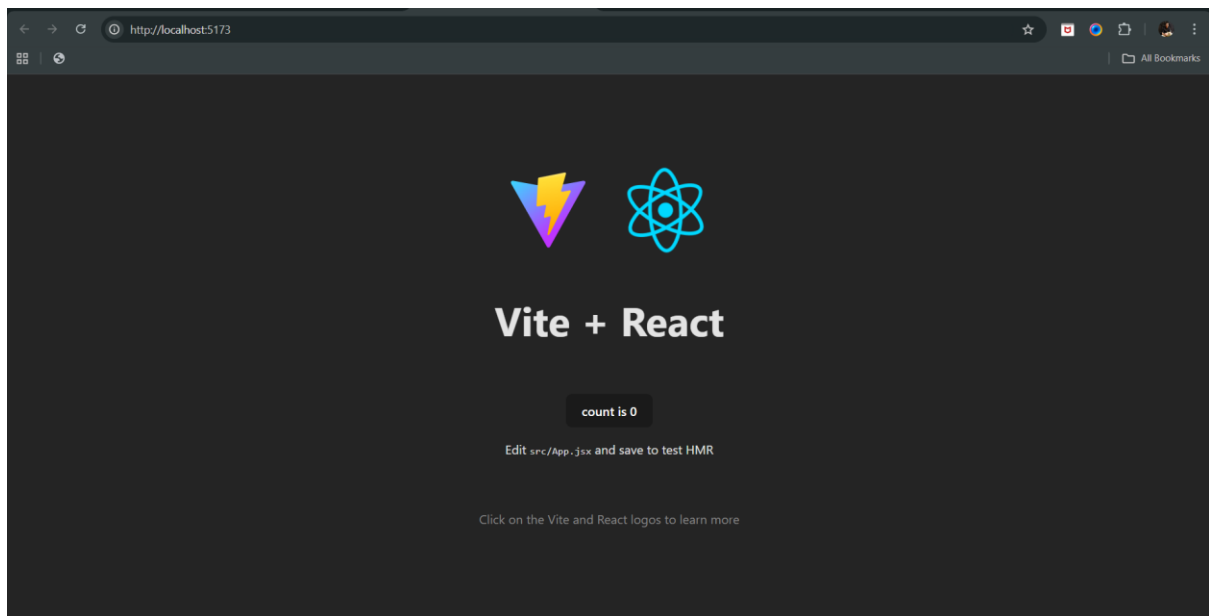 http://localhost:5173
All Bookmarks
Vite + React
count is 0
Edit src/App.jsx and save to test HMR
Click on the Vite and React logos to learn more